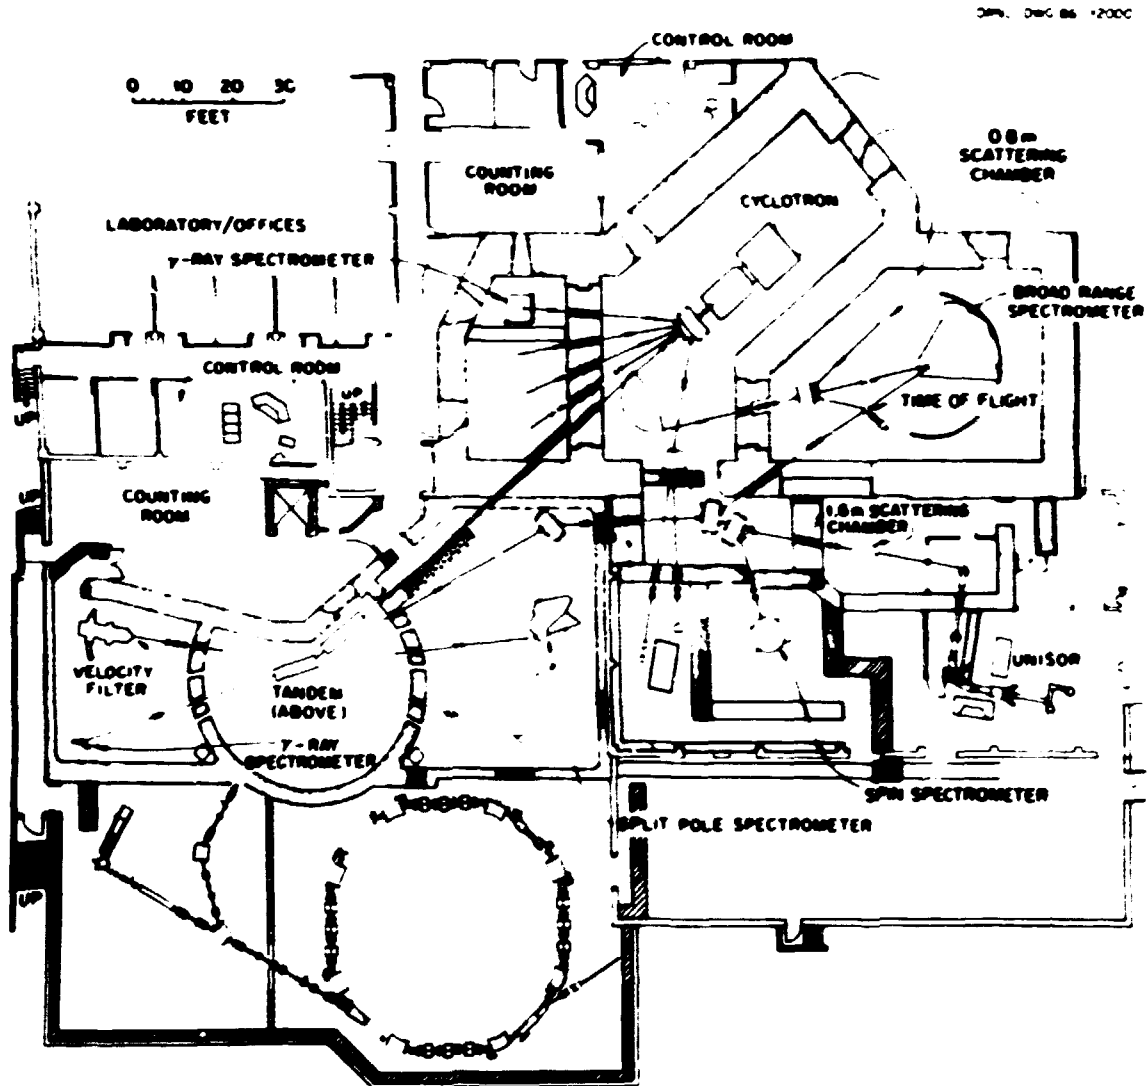 CONTROL ROOM
0 10 20 30
FEET
0.8m
SCATTERING
CHAMBER
COUNTING
ROOM
CYCLOTRON
LABORATORY/OFFICES
γ-RAY SPECTROMETER
BROAD RANGE
SPECTROMETER
CONTROL ROOM
UP
UP
TIME OF FLIGHT
UP
COUNTING
ROOM
1.6m SCATTERING
CHAMBER
VELOCITY
FILTER
TANDEM
(ABOVE)
UNISOR
γ-RAY
SPECTROMETER
SPIN SPECTROMETER
SPLIT POLE SPECTROMETER
UP